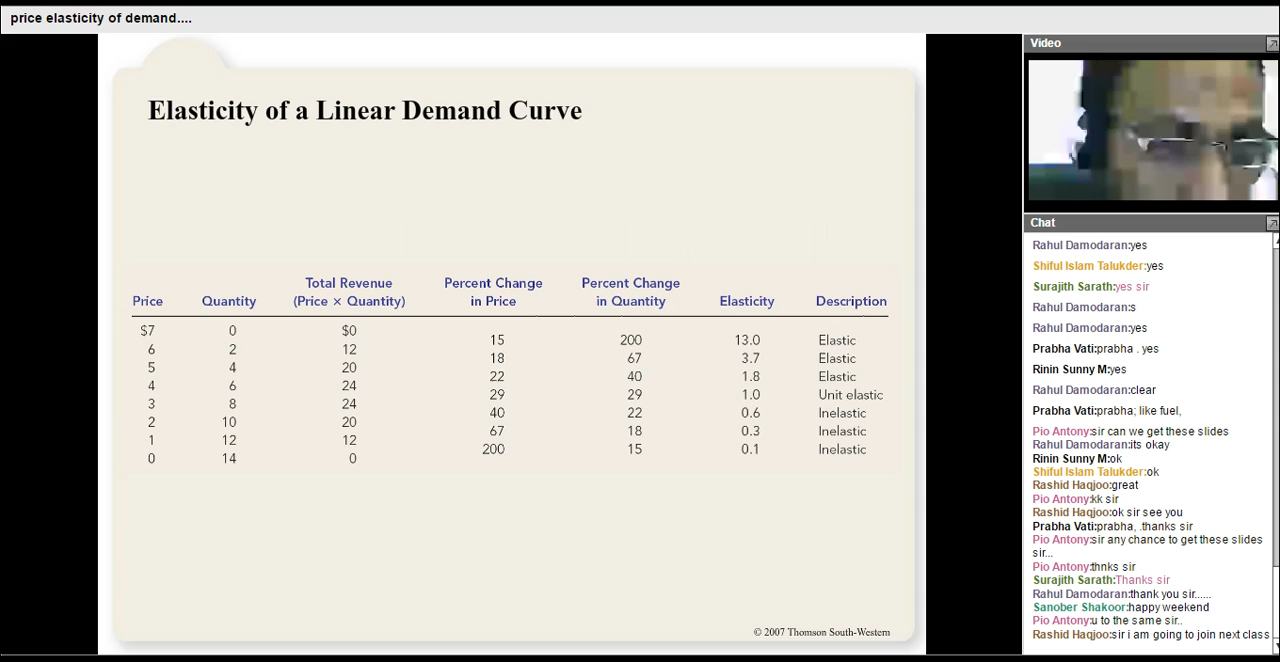 price elasticity of demand....
Elasticity of a Linear Demand Curve
Total Revenue Percent Change Percent Change
Price Quantity (Price × Quantity) in Price in Quantity Elasticity Description
$7 0 $0
15 200 13.0 Elastic
6 2 12
18 67 3.7 Elastic
5 4 20
22 40 1.8 Elastic
4 6 24
29 29 1.0 Unit elastic
3 8 24
40 22 0.6 Inelastic
2 10 20
67 18 0.3 Inelastic
1 12 12
200 15 0.1 Inelastic
0 14 0
© 2007 Thomson South-Western
Video
Chat
Rahul Damodaran:yes
Shiful Islam Talukder:yes
Surajith Sarath:yes sir
Rahul Damodaran:s
Rahul Damodaran:yes
Prabha Vati:prabha . yes
Rinin Sunny M:yes
Rahul Damodaran:clear
Prabha Vati:prabha; like fuel,
Pio Antony:sir can we get these slides
Rahul Damodaran:its okay
Rinin Sunny M:ok
Shiful Islam Talukder:ok
Rashid Haqjoo:great
Pio Antony:kk sir
Rashid Haqjoo:ok sir see you
Prabha Vati:prabha, .thanks sir
Pio Antony:sir any chance to get these slides
sir...
Pio Antony:thnks sir
Surajith Sarath:Thanks sir
Rahul Damodaran:thank you sir......
Sanober Shakoor:happy weekend
Pio Antony:u to the same sir..
Rashid Haqjoo:sir i am going to join next class